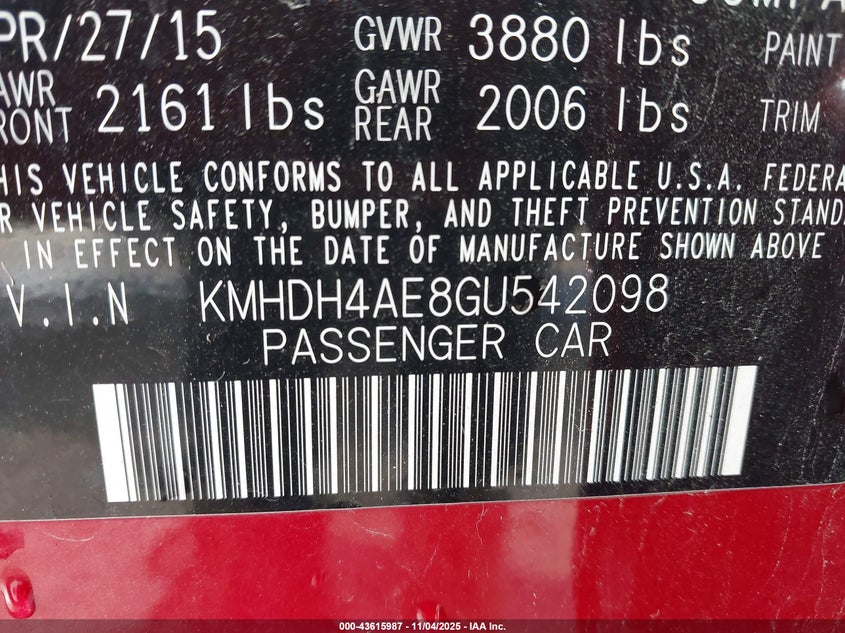 PR/27/15 GVWR 3880 lbs PAINT
AWR FRONT 2161 lbs GAWR REAR 2006 lbs TRIM
HIS VEHICLE CONFORMS TO ALL APPLICABLE U.S.A. FEDERA
R VEHICLE SAFETY, BUMPER, AND THEFT PREVENTION STANDA
IN EFFECT ON THE DATE OF MANUFACTURE SHOWN ABOVE
V.I.N KMHDH4AE8GU542098
PASSENGER CAR
000-43615987 - 11/04/2025 - IAA Inc.